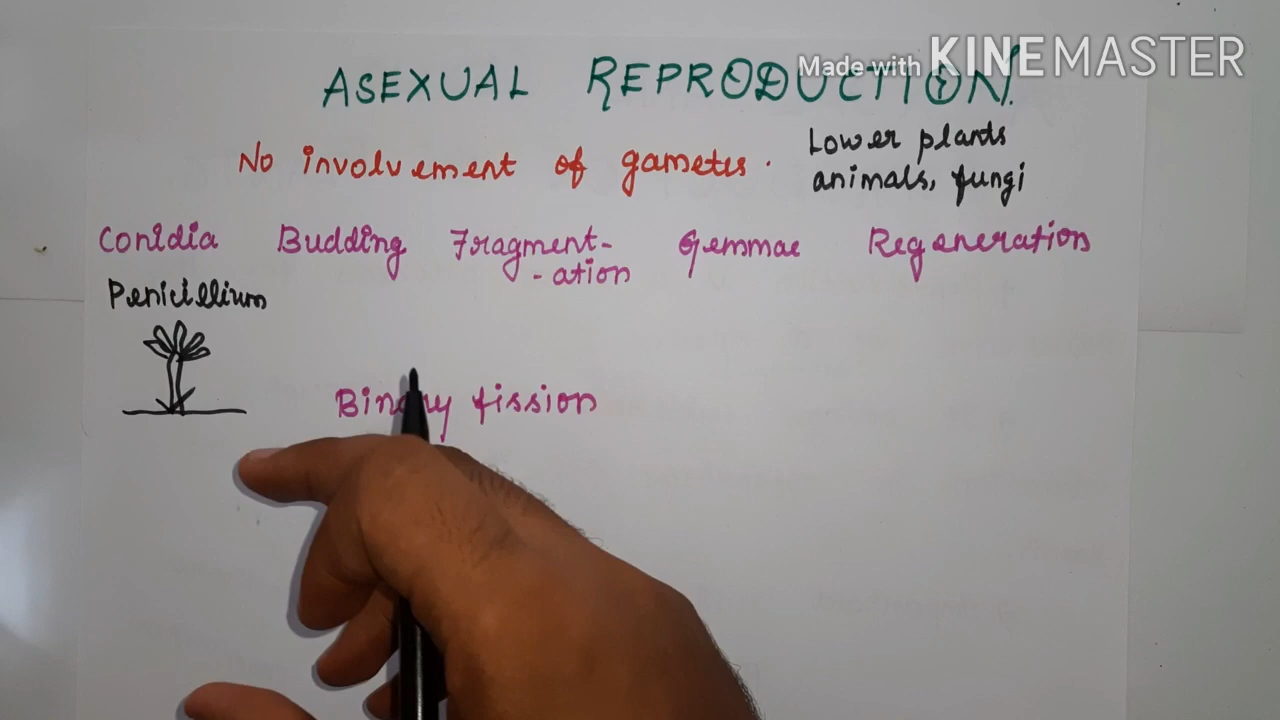 Made with KINEMASTER
ASEXUAL REPRODUCTION.
No involvement of gametes.
Lower plants
animals, fungi
Conidia Budding Fragment-
-ation Gemmae Regeneration
Penicillium
Binary fission